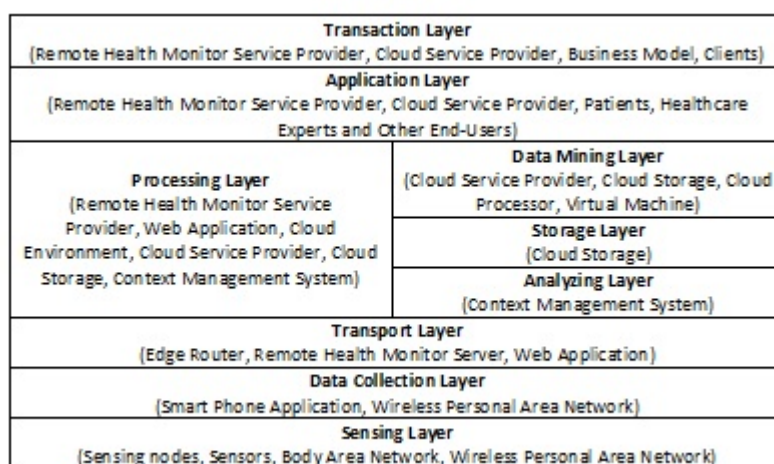 Transaction Layer
(Remote Health Monitor Service Provider, Cloud Service Provider, Business Model, Clients)
Application Layer
(Remote Health Monitor Service Provider, Cloud Service Provider, Patients, Healthcare
Experts and Other End-Users)
Processing Layer
(Remote Health Monitor Service
Provider, Web Application, Cloud
Environment, Cloud Service Provider, Cloud
Storage, Context Management System)
Data Mining Layer
(Cloud Service Provider, Cloud Storage, Cloud
Processor, Virtual Machine)
Storage Layer
(Cloud Storage)
Analyzing Layer
(Context Management System)
Transport Layer
(Edge Router, Remote Health Monitor Server, Web Application)
Data Collection Layer
(Smart Phone Application, Wireless Personal Area Network)
Sensing Layer
(Sensing nodes, Sensors, Body Area Network, Wireless Personal Area Network)